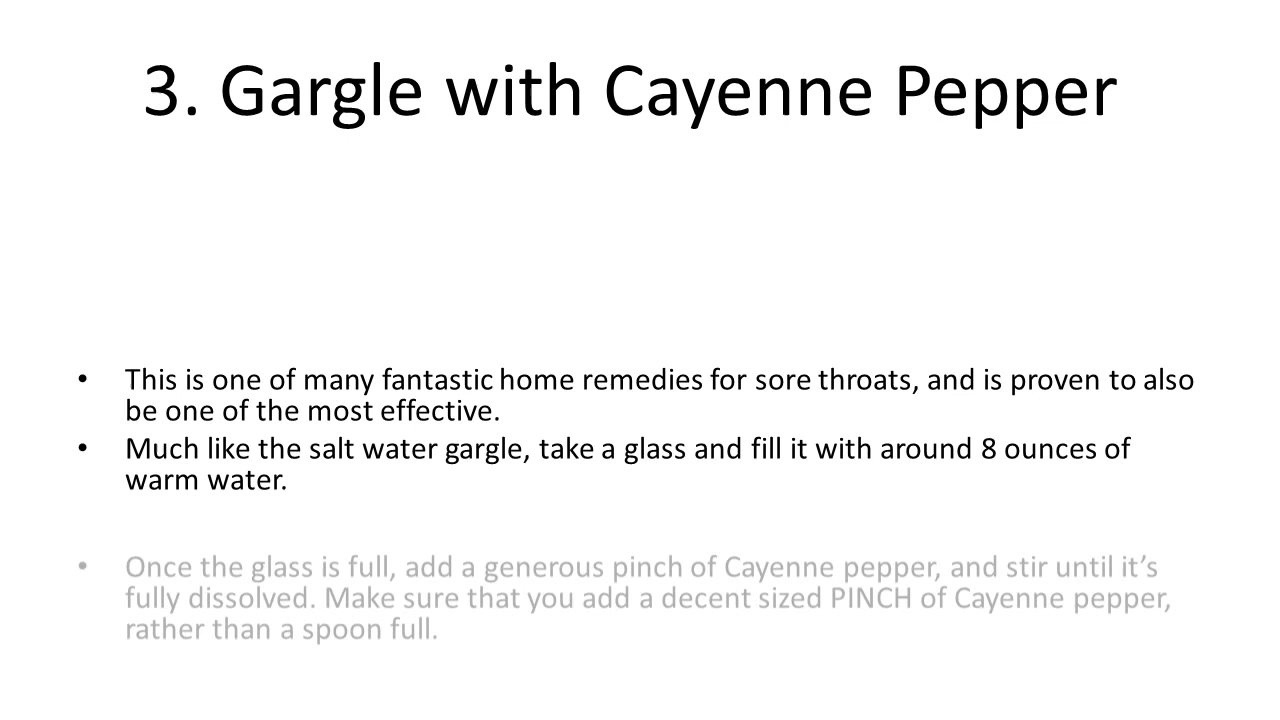 3. Gargle with Cayenne Pepper
• This is one of many fantastic home remedies for sore throats, and is proven to also
be one of the most effective.
• Much like the salt water gargle, take a glass and fill it with around 8 ounces of
warm water.
• Once the glass is full, add a generous pinch of Cayenne pepper, and stir until it’s
fully dissolved. Make sure that you add a decent sized PINCH of Cayenne pepper,
rather than a spoon full.